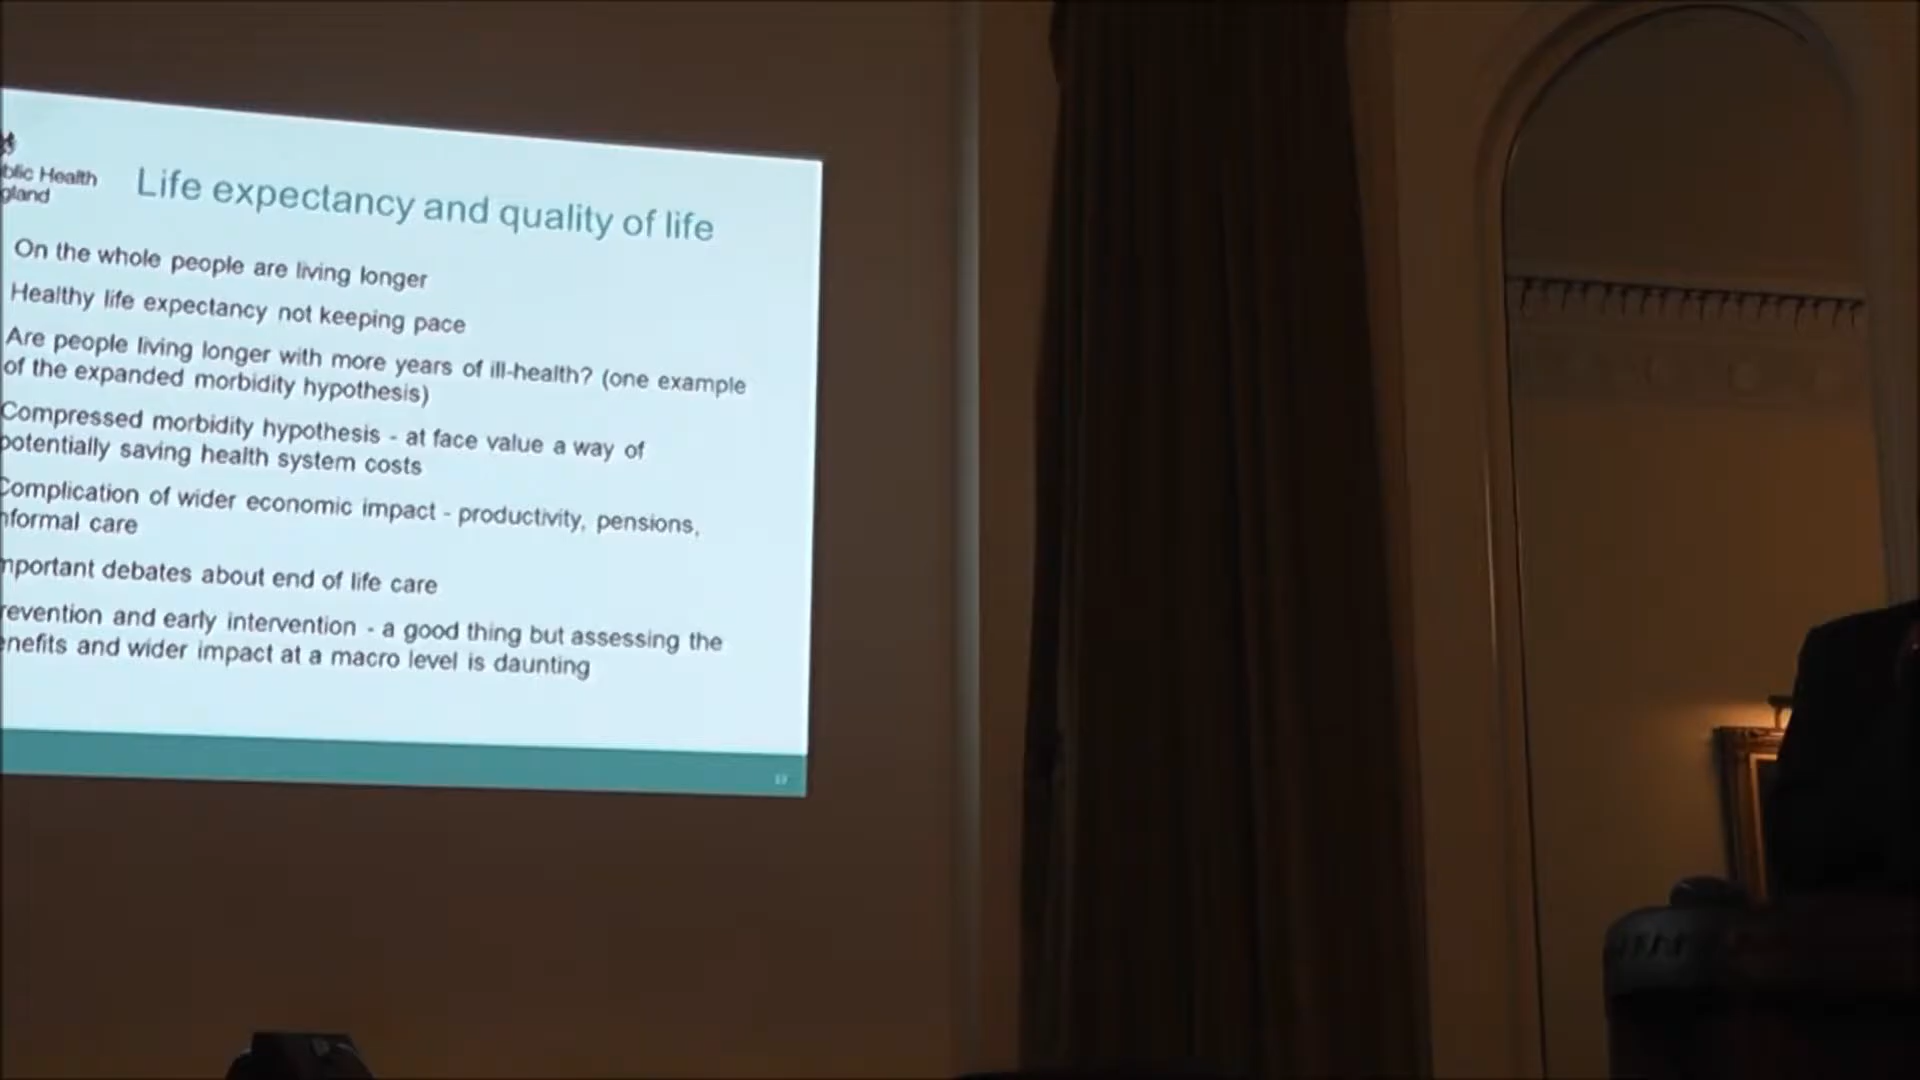 blic Health
gland
Life expectancy and quality of life
On the whole people are living longer
Healthy life expectancy not keeping pace
Are people living longer with more years of ill-health? (one example
of the expanded morbidity hypothesis)
Compressed morbidity hypothesis - at face value a way of
potentially saving health system costs
Complication of wider economic impact - productivity, pensions,
nformal care
mportant debates about end of life care
revention and early intervention - a good thing but assessing the
enefits and wider impact at a macro level is daunting